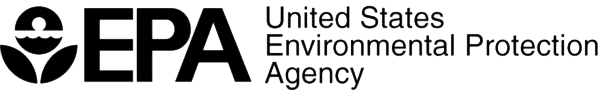 EPA
United States
Environmental Protection
Agency